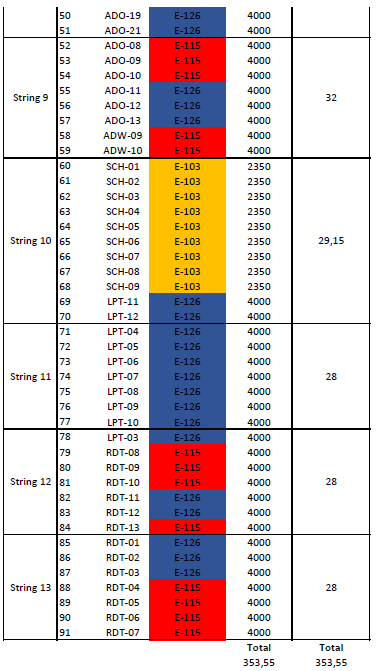 50 ADO-19 E-126 4000
51 ADO-21 E-126 4000
52 ADO-08 E-115 4000
53 ADO-09 E-115 4000
54 ADO-10 E-115 4000
String 9 55 ADO-11 E-126 4000 32
56 ADO-12 E-126 4000
57 ADO-13 E-126 4000
58 ADW-09 E-115 4000
59 ADW-10 E-115 4000
60 SCH-01 E-103 2350
61 SCH-02 E-103 2350
62 SCH-03 E-103 2350
63 SCH-04 E-103 2350
64 SCH-05 E-103 2350
String 10 65 SCH-06 E-103 2350 29,15
66 SCH-07 E-103 2350
67 SCH-08 E-103 2350
68 SCH-09 E-103 2350
69 LPT-11 E-126 4000
70 LPT-12 E-126 4000
71 LPT-04 E-126 4000
72 LPT-05 E-126 4000
73 LPT-06 E-126 4000
String 11 74 LPT-07 E-126 4000 28
75 LPT-08 E-126 4000
76 LPT-09 E-126 4000
77 LPT-10 E-126 4000
78 LPT-03 E-126 4000
79 RDT-08 E-115 4000
80 RDT-09 E-115 4000
String 12 81 RDT-10 E-115 4000 28
82 RDT-11 E-126 4000
83 RDT-12 E-126 4000
84 RDT-13 E-115 4000
85 RDT-01 E-126 4000
86 RDT-02 E-126 4000
87 RDT-03 E-126 4000
String 13 88 RDT-04 E-115 4000 28
89 RDT-05 E-115 4000
90 RDT-06 E-115 4000
91 RDT-07 E-115 4000
Total Total
353,55 353,55